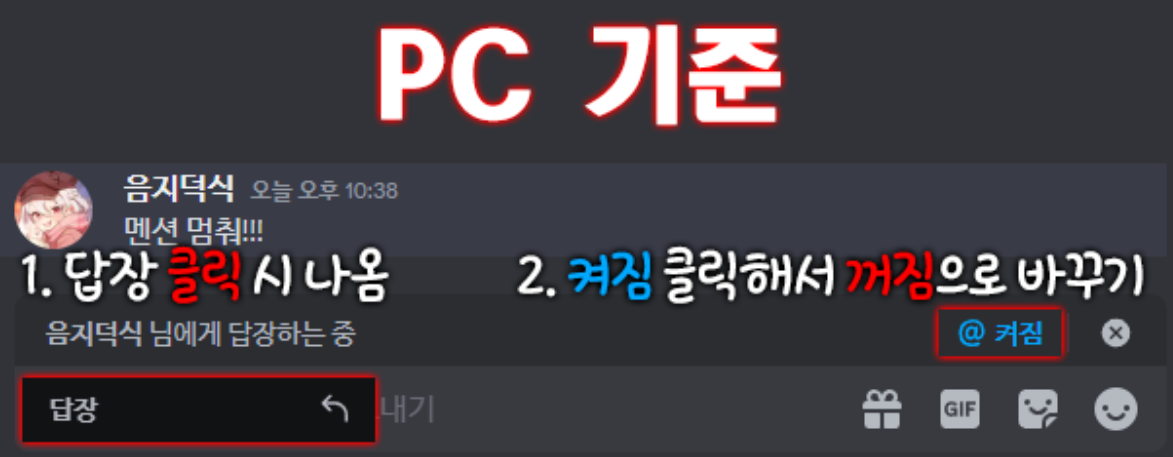 PC 기준
음지덕식 오늘 오후 10:38
멘션 멈춰!!!
1. 답장 클릭 시 나옴
2. 켜짐 클릭해서 꺼짐으로 바꾸기
음지덕식 님에게 답장하는 중
@ 켜짐
답장
내기
GIF